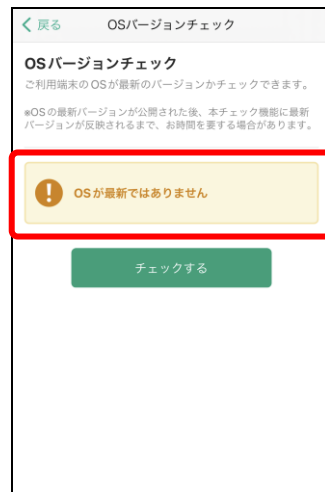 戻る OSバージョンチェック
OSバージョンチェック
ご利用端末のOSが最新のバージョンかチェックできます。
※OSの最新バージョンが公開された後、本チェック機能に最新
バージョンが反映されるまで、お時間を要する場合があります。
OSが最新ではありません
チェックする